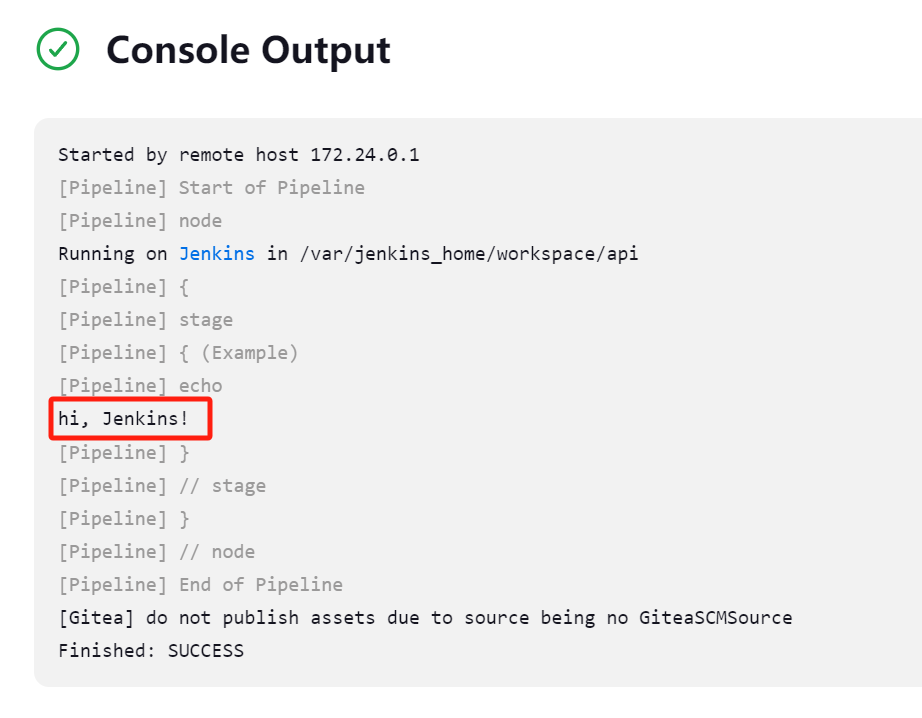 Console Output
Started by remote host 172.24.0.1
[Pipeline] Start of Pipeline
[Pipeline] node
Running on Jenkins in /var/jenkins_home/workspace/api
[Pipeline] {
[Pipeline] stage
[Pipeline] { (Example)
[Pipeline] echo
hi, Jenkins!
[Pipeline] }
[Pipeline] // stage
[Pipeline] }
[Pipeline] // node
[Pipeline] End of Pipeline
[Gitea] do not publish assets due to source being no GiteaSCMSource
Finished: SUCCESS